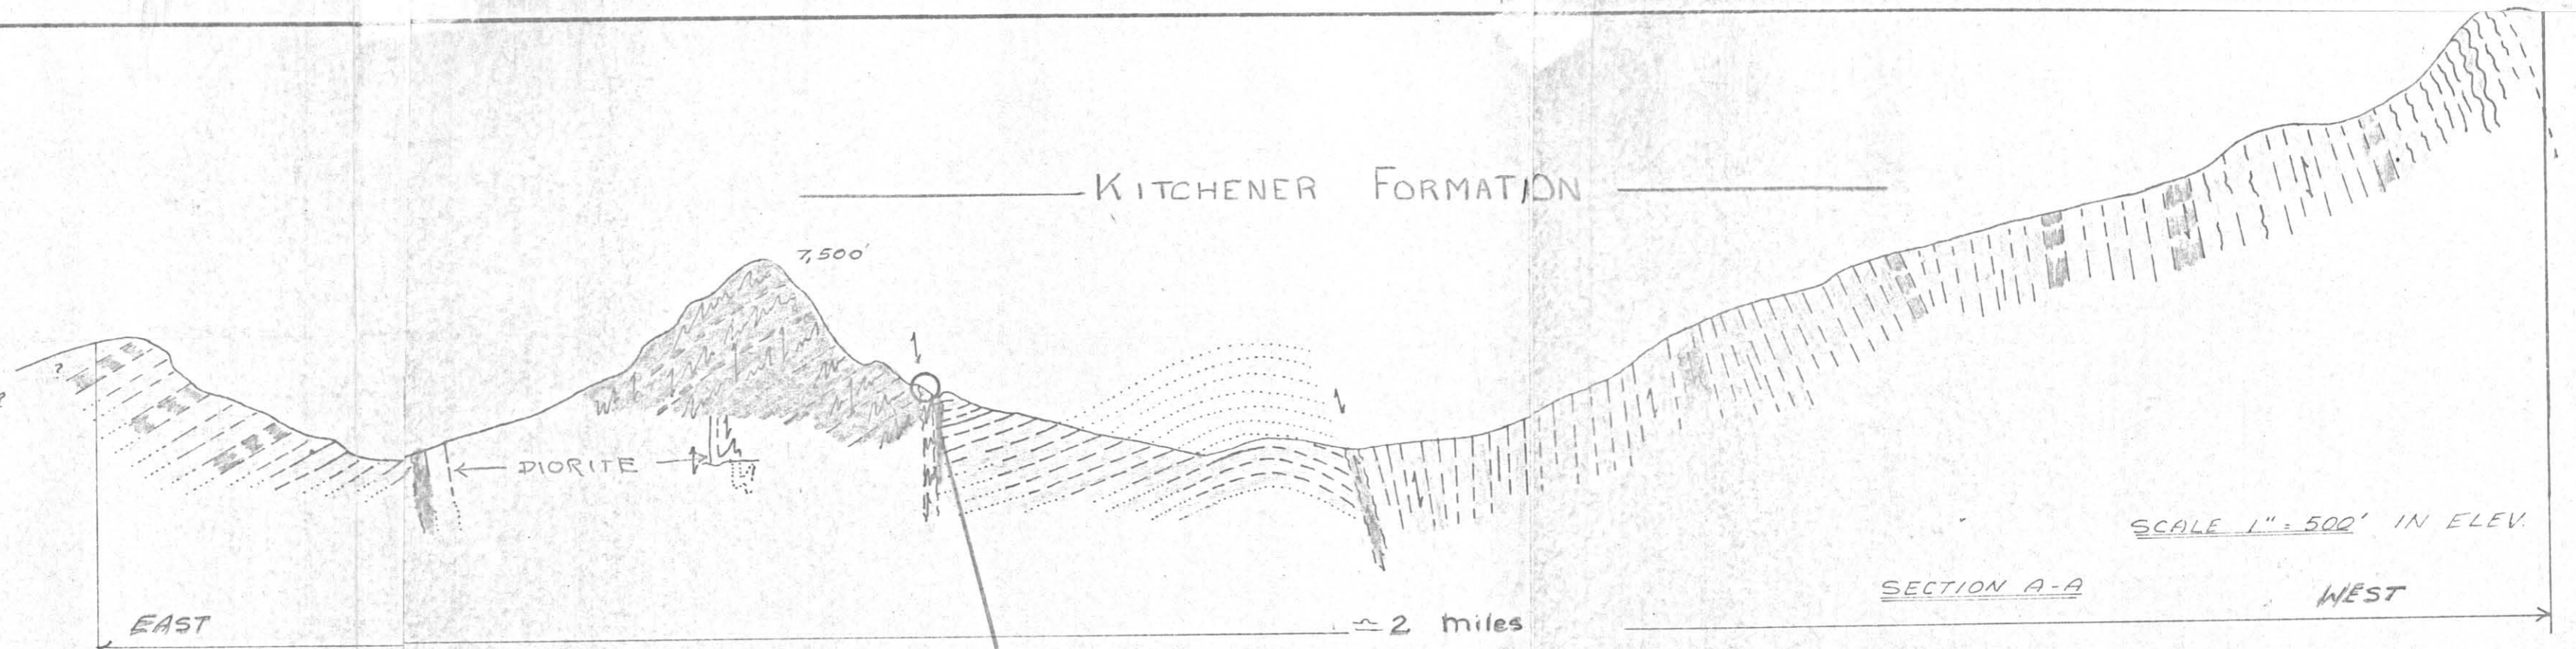 KITCHENER FORMATION
7,500'
?
?
DIORITE
SCALE 1" = 500' IN ELEV.
SECTION A-A
EAST
≃ 2 miles
WEST